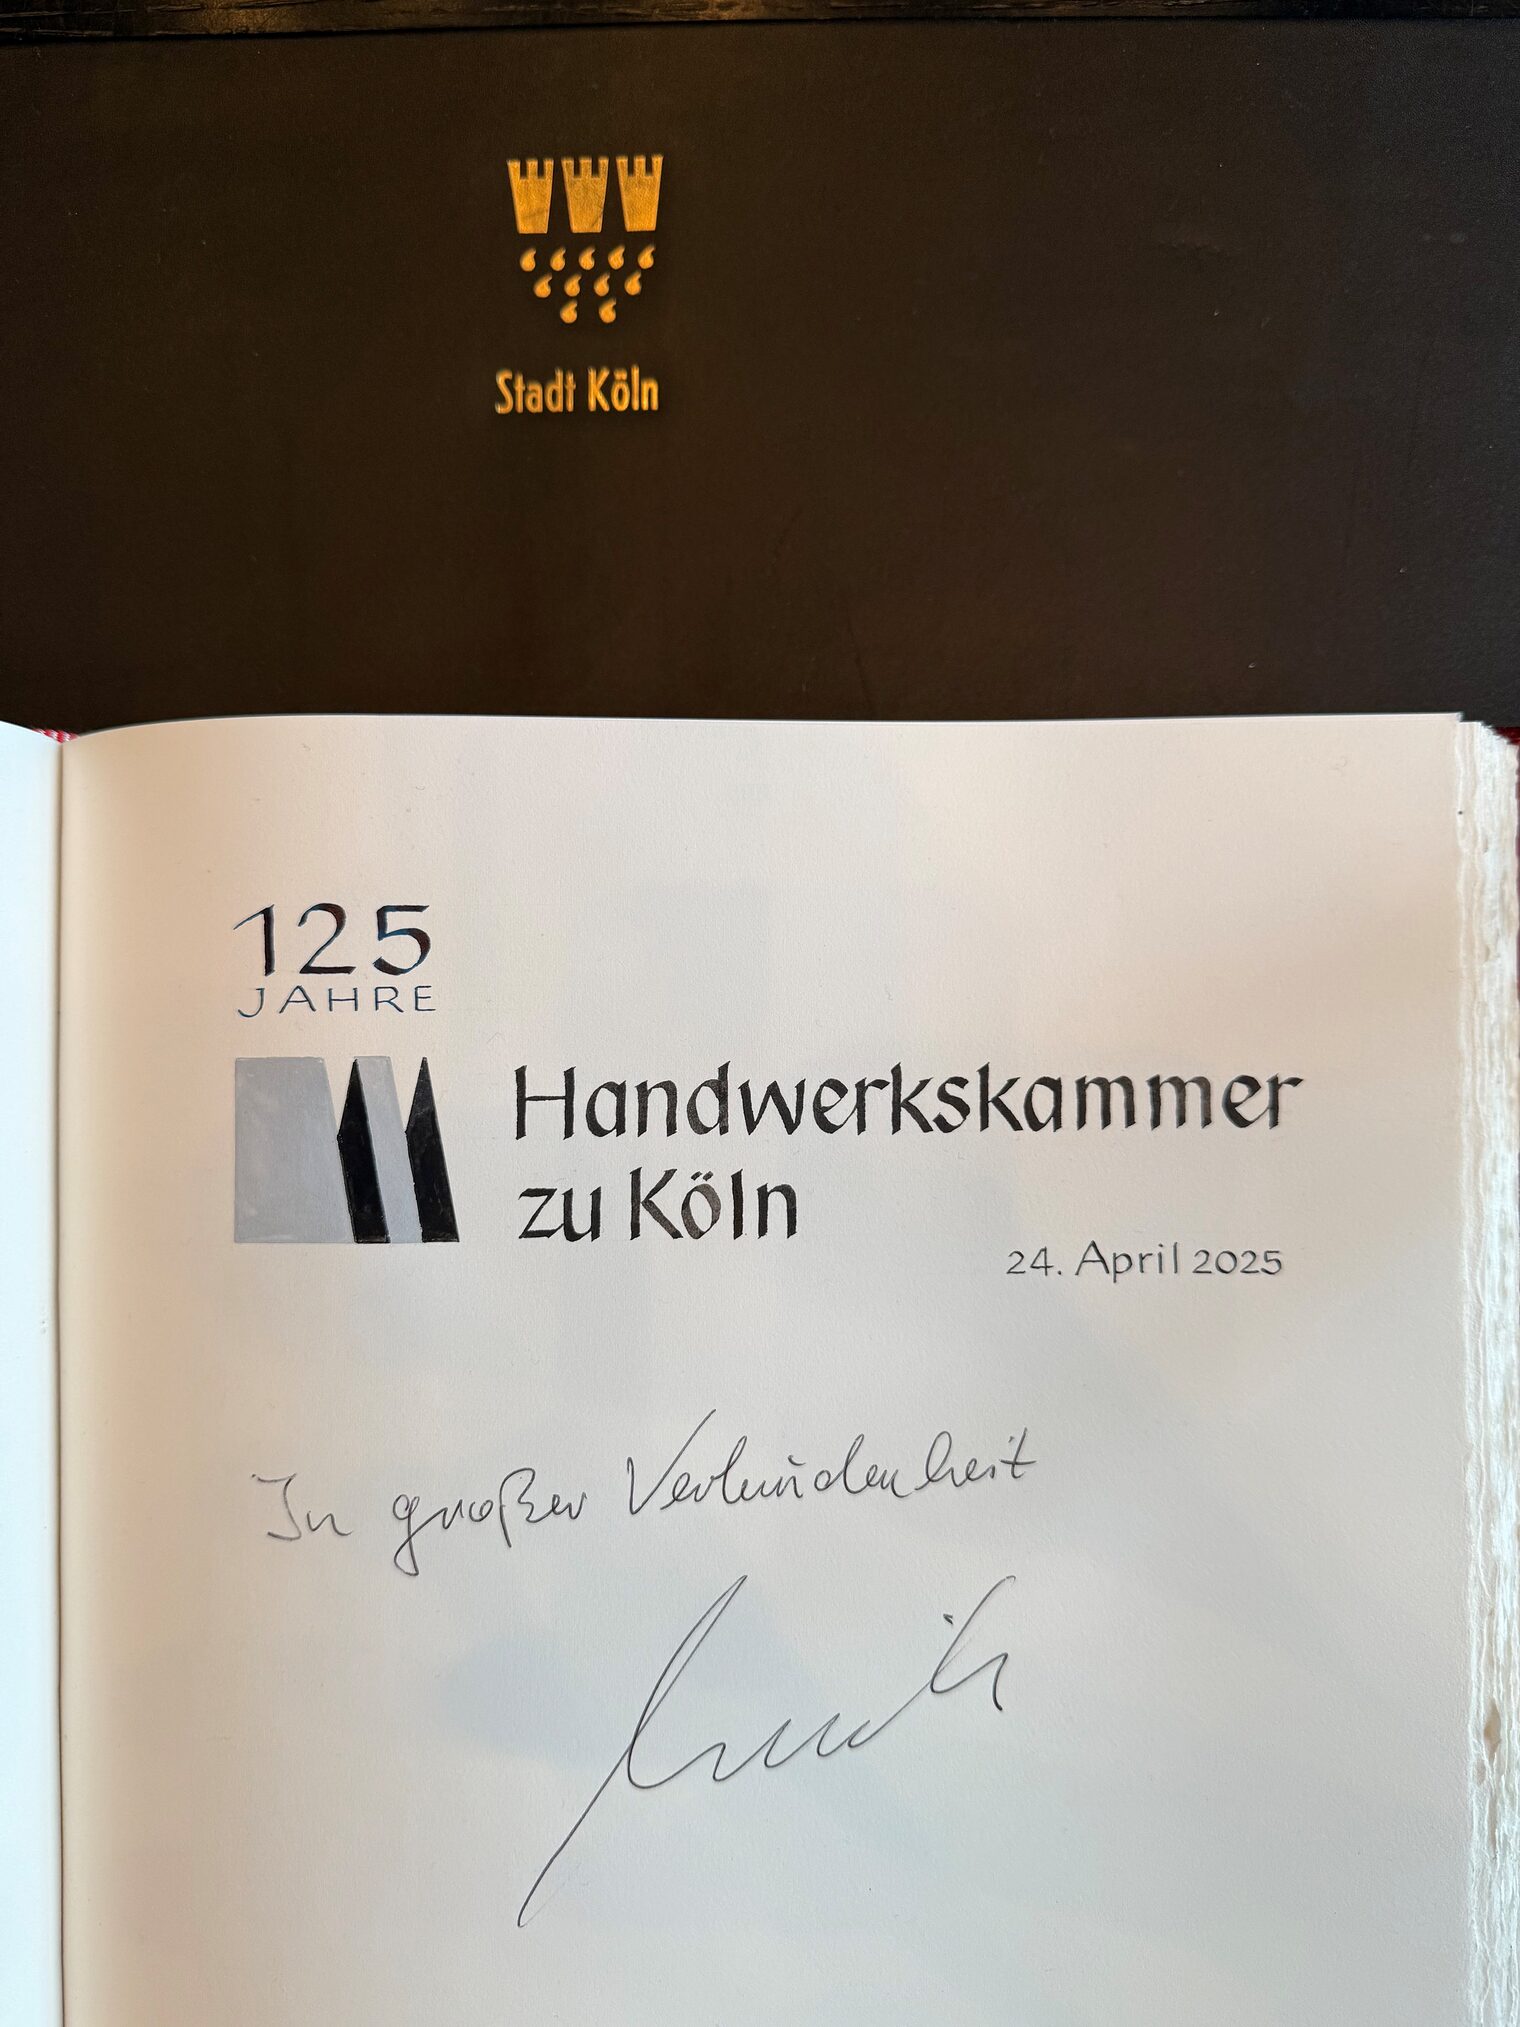 Stadt Köln
125
JAHRE
Handwerkskammer
zu Köln
24. April 2025
In großer Verbundenheit